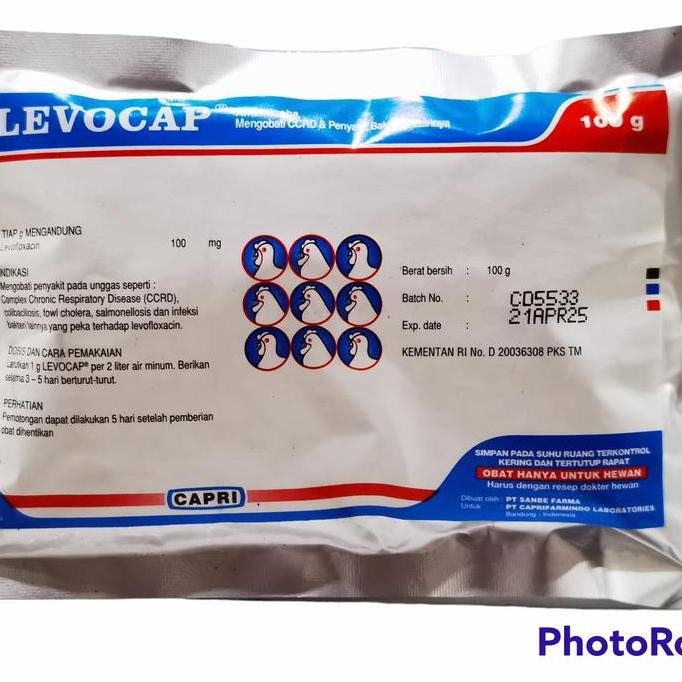 LEVOCAP®
Mengobati CCRD & Penyakit
100 g
TIAP g MENGANDUNG
Levofloxacin 100 mg
INDIKASI
Mengobati penyakit pada unggas seperti :
Complex Chronic Respiratory Disease (CCRD),
colibacillosis, fowl cholera, salmonellosis dan infeksi
bakteri lainnya yang peka terhadap levofloxacin.
DOSIS DAN CARA PEMAKAIAN
Larutkan 1 g LEVOCAP® per 2 liter air minum. Berikan
selama 3 – 5 hari berturut-turut.
PERHATIAN
Pemotongan dapat dilakukan 5 hari setelah pemberian
obat dihentikan
Berat bersih : 100 g
Batch No. : CD5533
Exp. date : 21APR25
KEMENTAN RI No. D 20036308 PKS TM
SIMPAN PADA SUHU RUANG TERKONTROL
KERING DAN TERTUTUP RAPAT
OBAT HANYA UNTUK HEWAN
Harus dengan resep dokter hewan
Dibuat oleh : PT SANBE FARMA
Untuk : PT CAPRIFARMINDO LABORATORIES
Bandung - Indonesia
CAPRI
PhotoRo